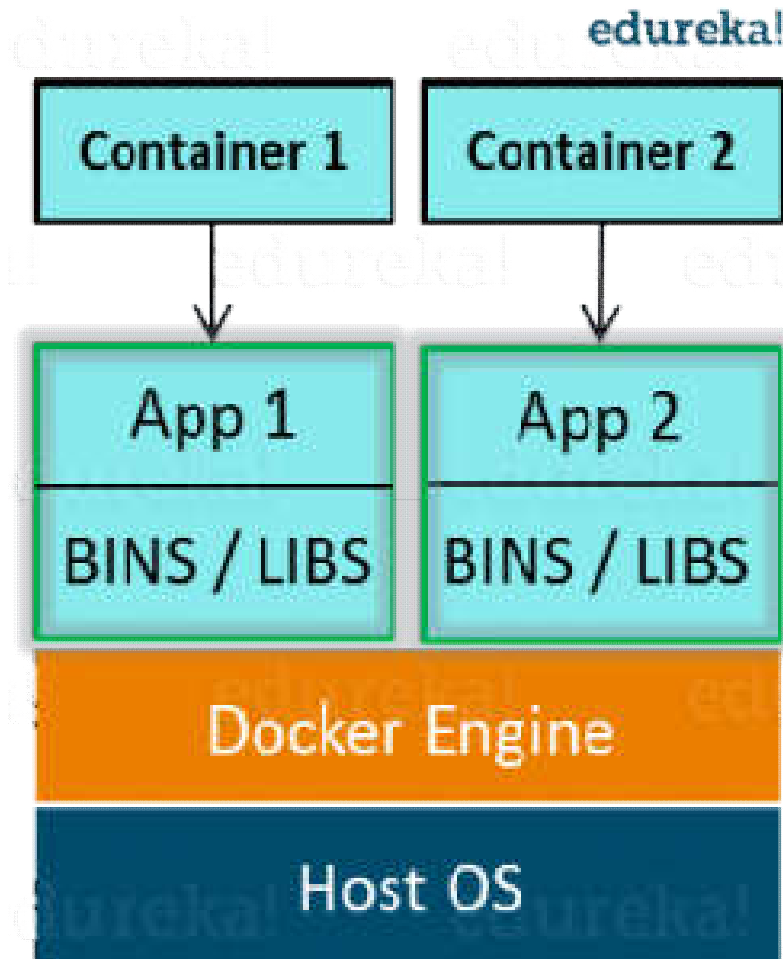 edureka!
Container 1
Container 2
App 1
App 2
BINS / LIBS
BINS / LIBS
Docker Engine
Host OS